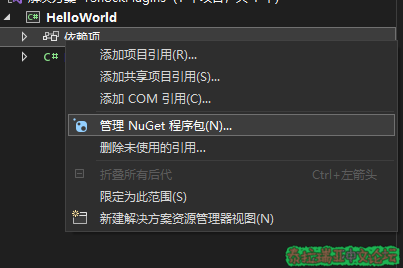 HelloWorld
依赖项
C#
添加项目引用(R)...
添加共享项目引用(S)...
添加 COM 引用(C)...
管理 NuGet 程序包(N)...
删除未使用的引用...
折叠所有后代 Ctrl+左箭头
限定为此范围(S)
新建解决方案资源管理器视图(N)